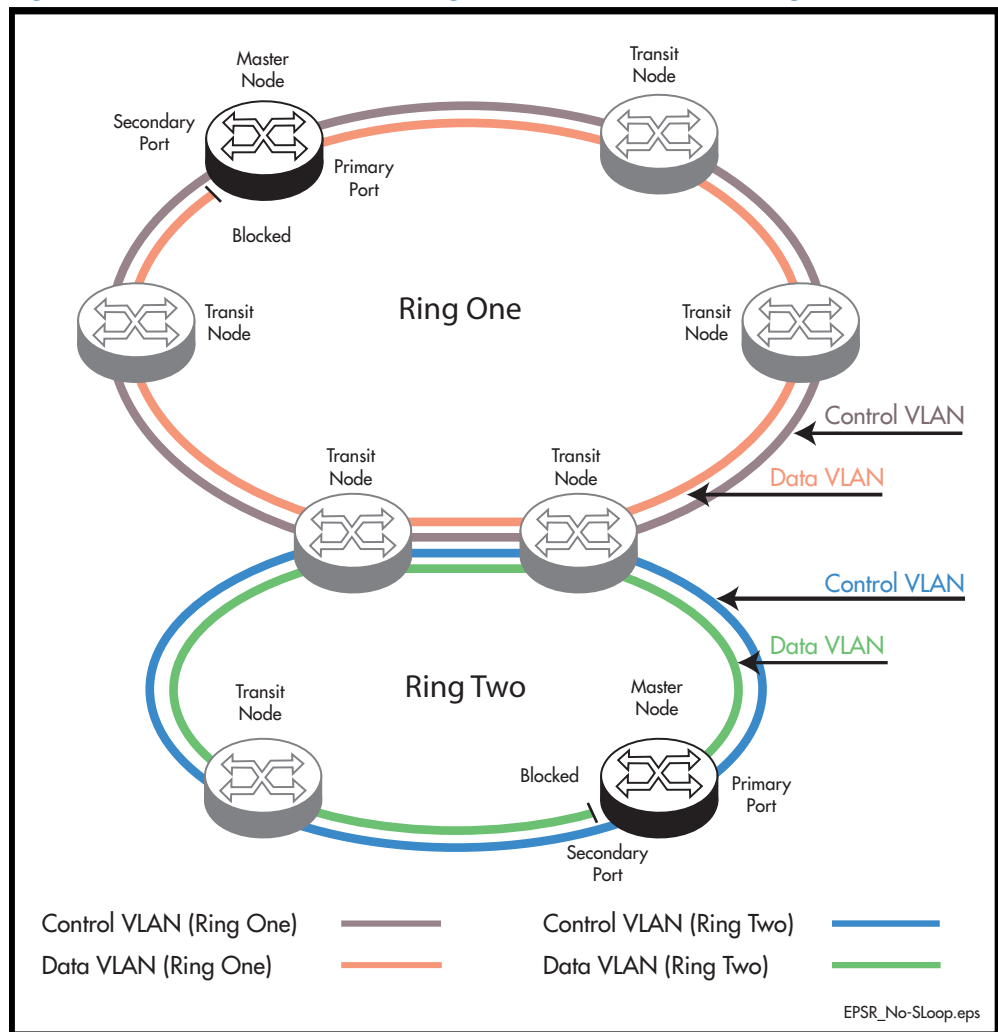 Master
Node
Transit
Node
Secondary
Port
Primary
Port
Blocked
Transit
Node
Ring One
Transit
Node
Control VLAN
Transit
Node
Transit
Node
Data VLAN
Control VLAN
Data VLAN
Ring Two
Transit
Node
Master
Node
Blocked
Primary
Port
Secondary
Port
Control VLAN (Ring One)
Control VLAN (Ring Two)
Data VLAN (Ring One)
Data VLAN (Ring Two)
EPSR_No-SLoop.eps